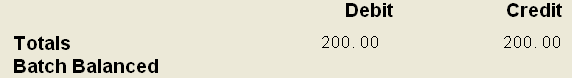 Debit Credit
Totals 200.00 200.00
Batch Balanced